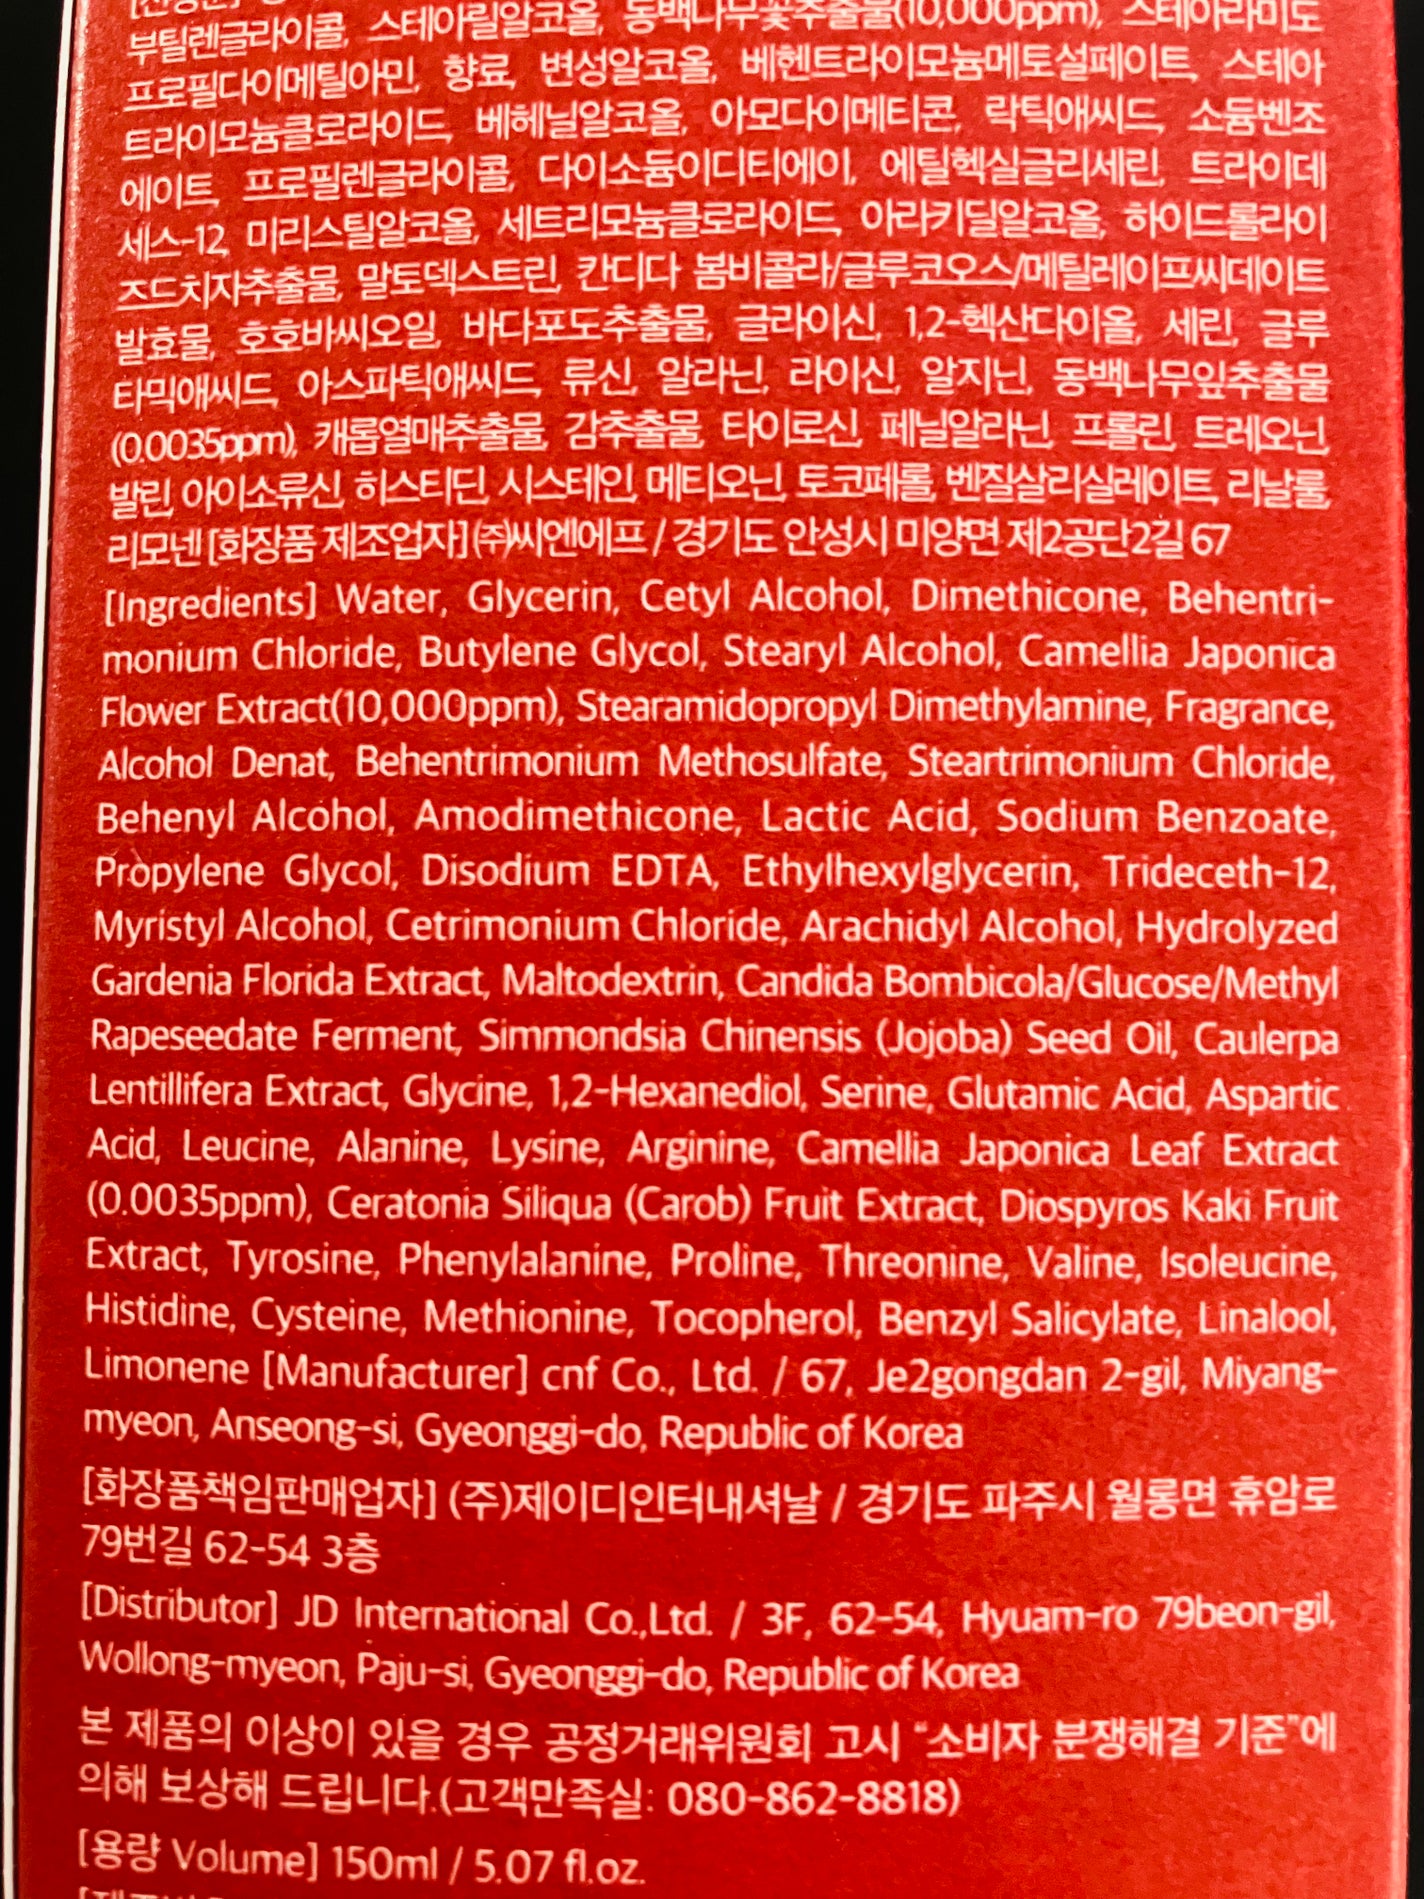 [전성분]
부틸렌글라이콜, 스테아릴알코올, 동백나무꽃추출물(10,000ppm), 스테아라미도
프로필다이메틸아민, 향료, 변성알코올, 베헨트라이모늄메토설페이트, 스테아
트라이모늄클로라이드, 베헤닐알코올, 아모다이메티콘, 락틱애씨드, 소듐벤조
에이트, 프로필렌글라이콜, 다이소듐이디티에이, 에틸헥실글리세린, 트라이데
세스-12, 미리스틸알코올, 세트리모늄클로라이드, 아라키딜알코올, 하이드롤라이
즈드치자추출물, 말토덱스트린, 칸디다 봄비콜라/글루코오스/메틸레이프씨데이트
발효물, 호호바씨오일, 바다포도추출물, 글라이신, 1,2-헥산다이올, 세린, 글루
타믹애씨드, 아스파틱애씨드, 류신, 알라닌, 라이신, 알지닌, 동백나무잎추출물
(0.0035ppm), 캐롭열매추출물, 감추출물, 타이로신, 페닐알라닌, 프롤린, 트레오닌,
발린, 아이소류신, 히스티딘, 시스테인, 메티오닌, 토코페롤, 벤질살리실레이트, 리날룰,
리모넨 [화장품 제조업자] (주)씨엔에프 / 경기도 안성시 미양면 제2공단2길 67
[Ingredients] Water, Glycerin, Cetyl Alcohol, Dimethicone, Behentri-
monium Chloride, Butylene Glycol, Stearyl Alcohol, Camellia Japonica
Flower Extract(10,000ppm), Stearamidopropyl Dimethylamine, Fragrance,
Alcohol Denat, Behentrimonium Methosulfate, Steartrimonium Chloride,
Behenyl Alcohol, Amodimethicone, Lactic Acid, Sodium Benzoate,
Propylene Glycol, Disodium EDTA, Ethylhexylglycerin, Trideceth-12,
Myristyl Alcohol, Cetrimonium Chloride, Arachidyl Alcohol, Hydrolyzed
Gardenia Florida Extract, Maltodextrin, Candida Bombicola/Glucose/Methyl
Rapeseedate Ferment, Simmondsia Chinensis (Jojoba) Seed Oil, Caulerpa
Lentillifera Extract, Glycine, 1,2-Hexanediol, Serine, Glutamic Acid, Aspartic
Acid, Leucine, Alanine, Lysine, Arginine, Camellia Japonica Leaf Extract
(0.0035ppm), Ceratonia Siliqua (Carob) Fruit Extract, Diospyros Kaki Fruit
Extract, Tyrosine, Phenylalanine, Proline, Threonine, Valine, Isoleucine,
Histidine, Cysteine, Methionine, Tocopherol, Benzyl Salicylate, Linalool,
Limonene [Manufacturer] cnf Co., Ltd. / 67, Je2gongdan 2-gil, Miyang-
myeon, Anseong-si, Gyeonggi-do, Republic of Korea
[화장품책임판매업자] (주)제이디인터내셔날 / 경기도 파주시 월롱면 휴암로
79번길 62-54 3층
[Distributor] JD International Co.,Ltd. / 3F, 62-54, Hyuam-ro 79beon-gil,
Wollong-myeon, Paju-si, Gyeonggi-do, Republic of Korea
본 제품의 이상이 있을 경우 공정거래위원회 고시 “소비자 분쟁해결 기준”에
의해 보상해 드립니다.(고객만족실: 080-862-8818)
[용량 Volume] 150ml / 5.07 fl.oz.